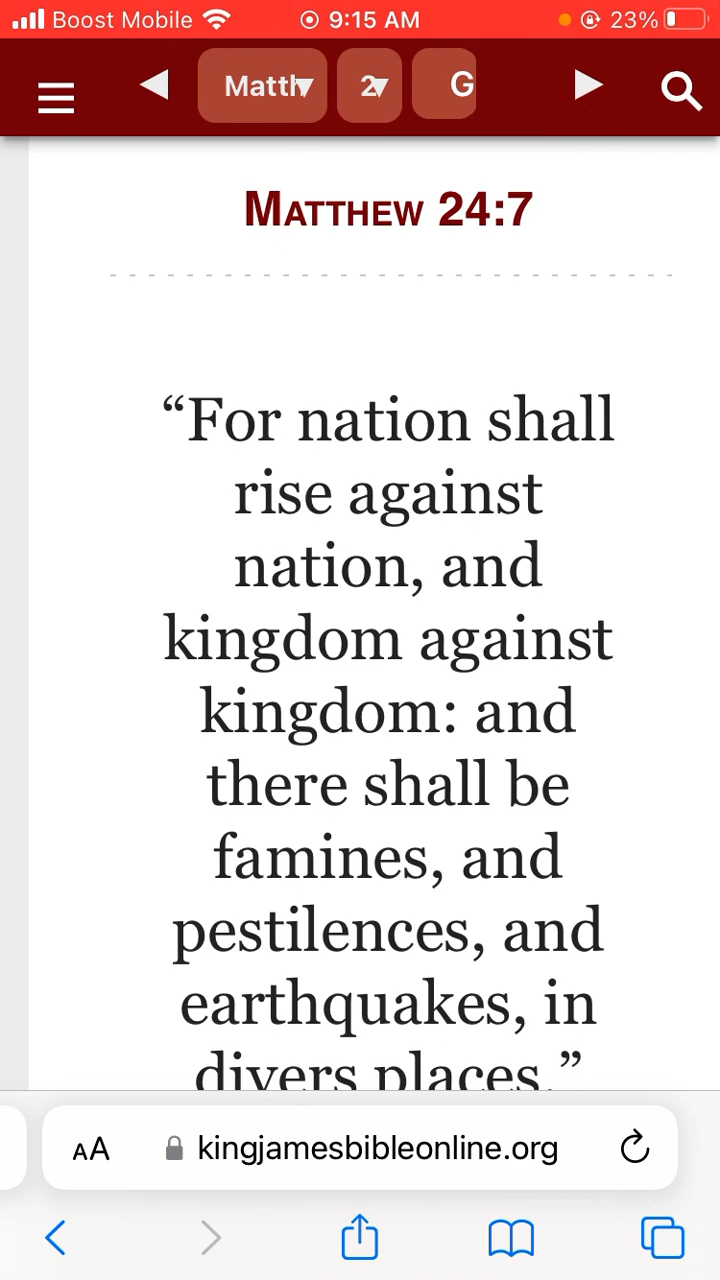 Boost Mobile 9:15 AM 23%
Matth 2 G
MATTHEW 24:7
“For nation shall
rise against
nation, and
kingdom against
kingdom: and
there shall be
famines, and
pestilences, and
earthquakes, in
divers places.”
AA kingjamesbibleonline.org